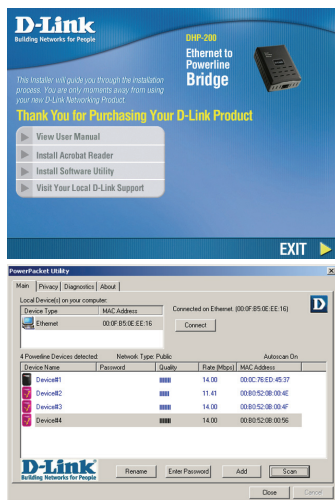 D-Link
Building Networks for People
DHP-200
Ethernet to
Powerline
Bridge
This Installer will guide you through the installation
process. You are only moments away from using
your new D-Link Networking Product.
Thank You for Purchasing Your D-Link Product
View User Manual
Install Acrobat Reader
Install Software Utility
Visit Your Local D-Link Support
EXIT
PowerPacket Utility
Main Privacy Diagnostics About
Local Device(s) on your computer:
Device Type MAC Address
Connected on Ethernet (00:0F:B5:0E:EE:16)
D
Ethernet 00:0F:B5:0E:EE:16
Connect
4 Powerline Devices detected: Network Type: Public Autoscan On
Device Name Password Quality Rate (Mbps) MAC Address
Device#1 14.00 00:0C:76:ED:45:37
Device#2 11.41 00:B0:52:0B:00:4E
Device#3 14.00 00:B0:52:0B:00:4F
Device#4 14.00 00:B0:52:0B:00:56
D-Link
Building Networks for People
Rename Enter Password Add Scan
Close Cancel